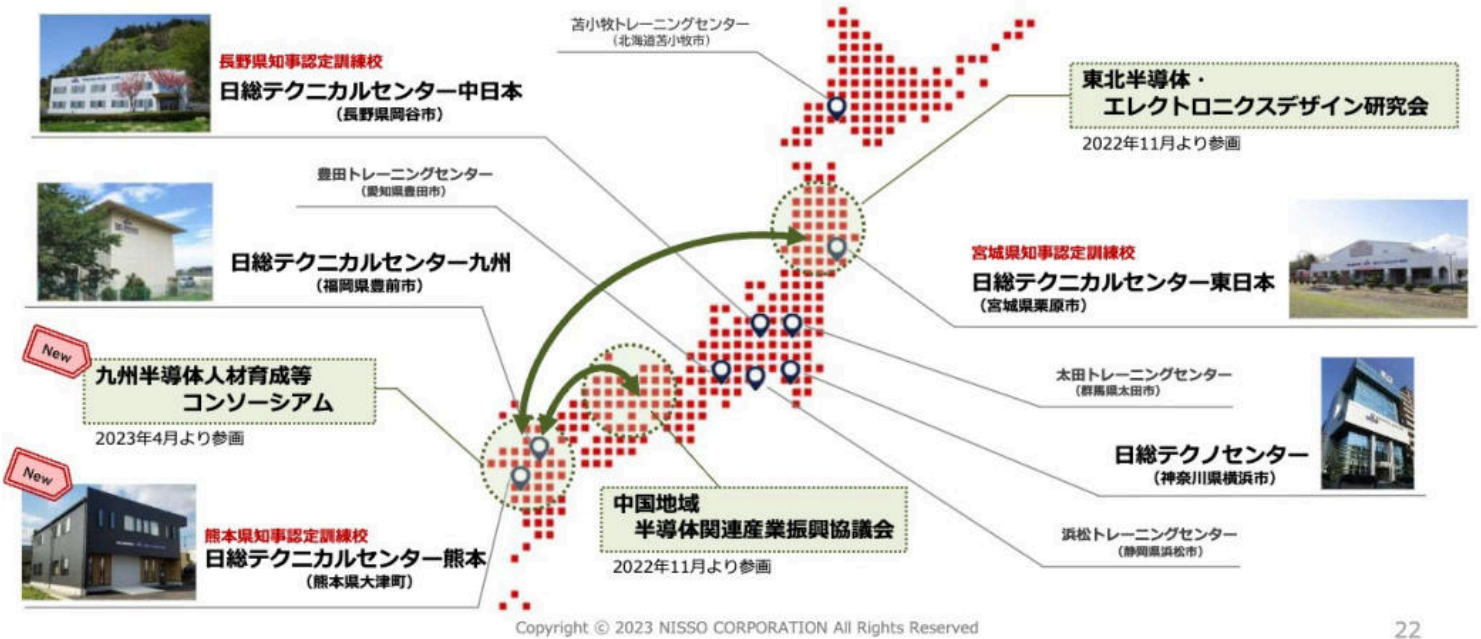 苫小牧トレーニングセンター
（北海道苫小牧市）
長野県知事認定訓練校
日総テクニカルセンター中日本
（長野県岡谷市）
東北半導体・
エレクトロニクスデザイン研究会
2022年11月より参画
豊田トレーニングセンター
（愛知県豊田市）
日総テクニカルセンター九州
（福岡県豊前市）
宮城県知事認定訓練校
日総テクニカルセンター東日本
（宮城県栗原市）
New
九州半導体人材育成等
コンソーシアム
2023年4月より参画
太田トレーニングセンター
（群馬県太田市）
日総テクノセンター
（神奈川県横浜市）
New
熊本県知事認定訓練校
日総テクニカルセンター熊本
（熊本県大津町）
中国地域
半導体関連産業振興協議会
2022年11月より参画
浜松トレーニングセンター
（静岡県浜松市）
Copyright © 2023 NISSO CORPORATION All Rights Reserved
22